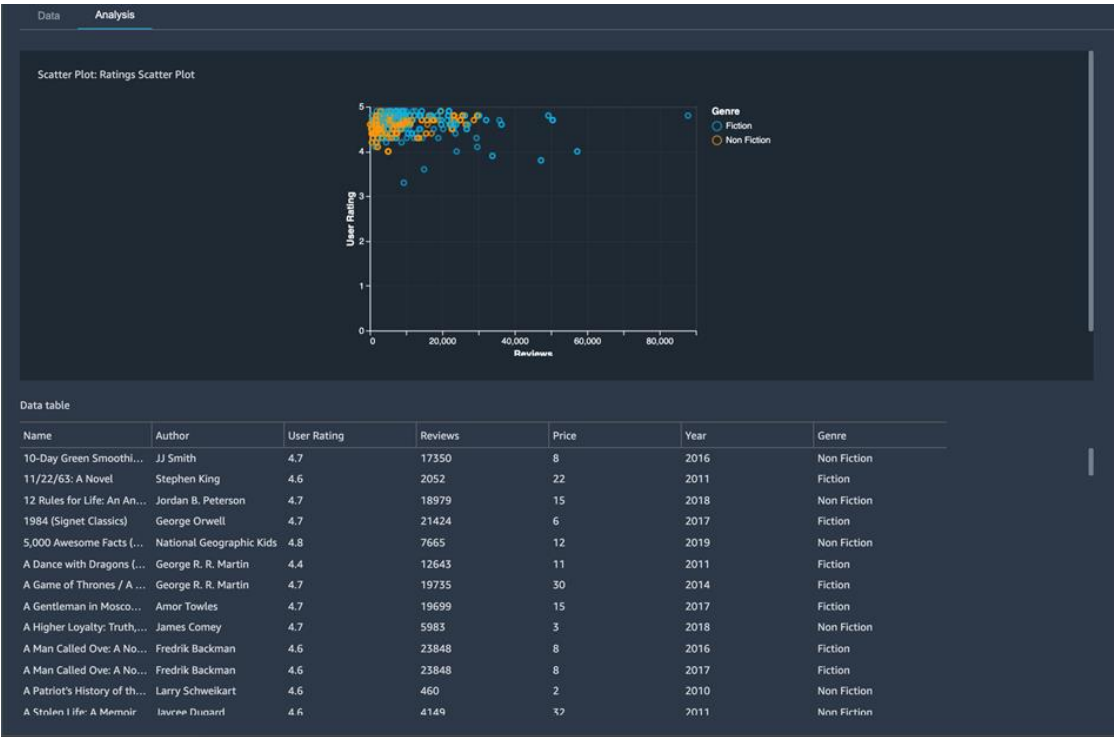 Data Analysis
Scatter Plot: Ratings Scatter Plot
5
4
3
2
1
0
User Rating
0 20,000 40,000 60,000 80,000
Reviews
Genre
Fiction
Non Fiction
Data table
Name Author User Rating Reviews Price Year Genre
10-Day Green Smoothi... JJ Smith 4.7 17350 8 2016 Non Fiction
11/22/63: A Novel Stephen King 4.6 2052 22 2011 Fiction
12 Rules for Life: An An... Jordan B. Peterson 4.7 18979 15 2018 Non Fiction
1984 (Signet Classics) George Orwell 4.7 21424 6 2017 Fiction
5,000 Awesome Facts (... National Geographic Kids 4.8 7665 12 2019 Non Fiction
A Dance with Dragons (... George R. R. Martin 4.4 12643 11 2011 Fiction
A Game of Thrones / A ... George R. R. Martin 4.7 19735 30 2014 Fiction
A Gentleman in Mosco... Amor Towles 4.7 19699 15 2017 Fiction
A Higher Loyalty: Truth,... James Comey 4.7 5983 3 2018 Non Fiction
A Man Called Ove: A No... Fredrik Backman 4.6 23848 8 2016 Fiction
A Man Called Ove: A No... Fredrik Backman 4.6 23848 8 2017 Fiction
A Patriot's History of th... Larry Schweikart 4.6 460 2 2010 Non Fiction
A Stolen Life: A Memoir Jaycee Dugard 4.6 4149 32 2011 Non Fiction